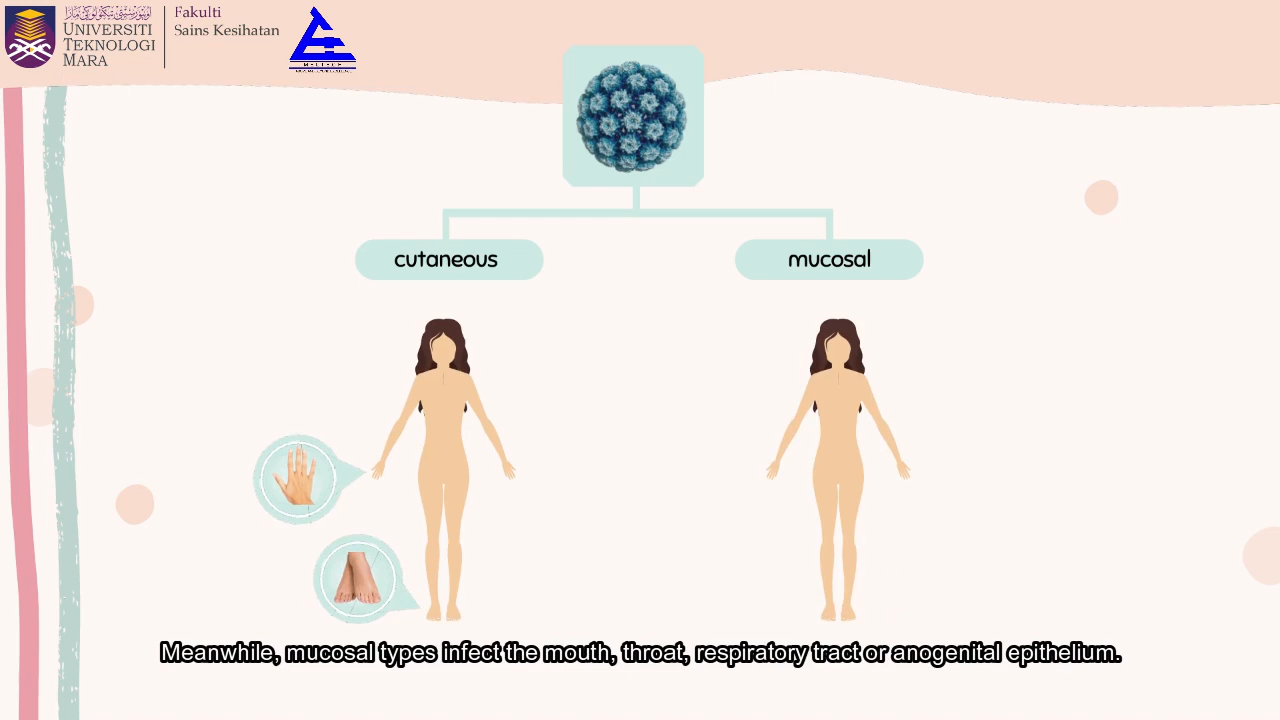 UNIVERSITI
TEKNOLOGI
MARA
Fakulti
Sains Kesihatan
cutaneous
mucosal
Meanwhile, mucosal types infect the mouth, throat, respiratory tract or anogenital epithelium.